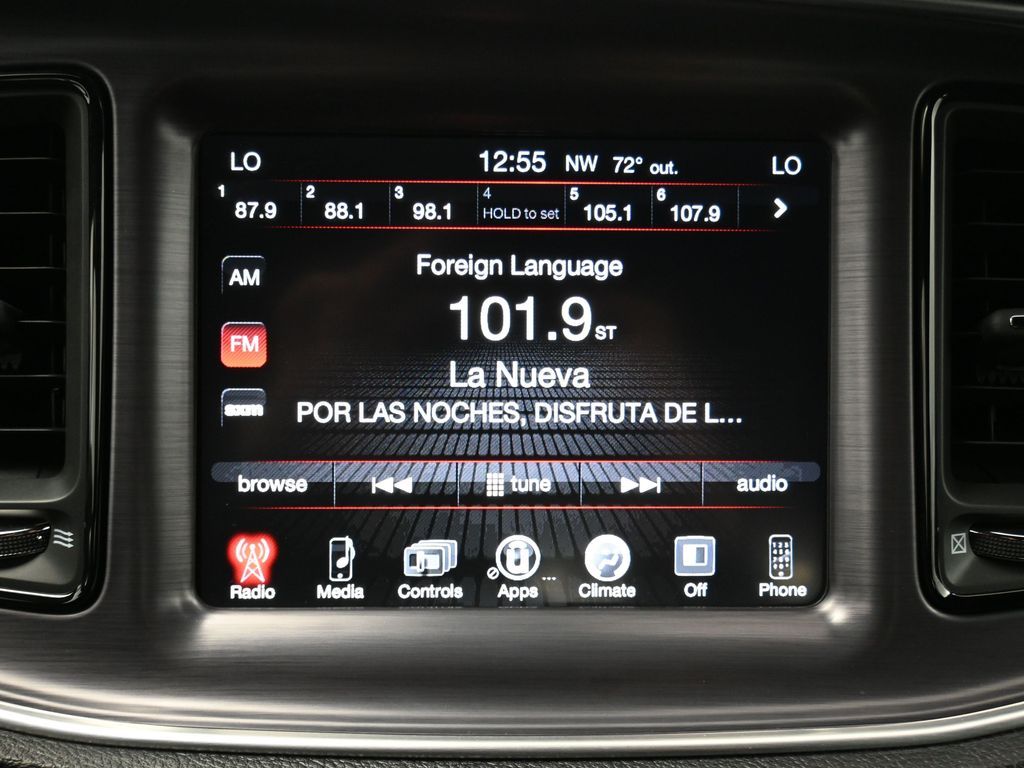 LO 12:55 NW 72° out. LO
1 87.9 2 88.1 3 98.1 4 HOLD to set 5 105.1 6 107.9
Foreign Language
AM
101.9 ST
FM
La Nueva
sxm
POR LAS NOCHES, DISFRUTA DE L...
browse tune audio
Radio Media Controls Apps ... Climate Off Phone